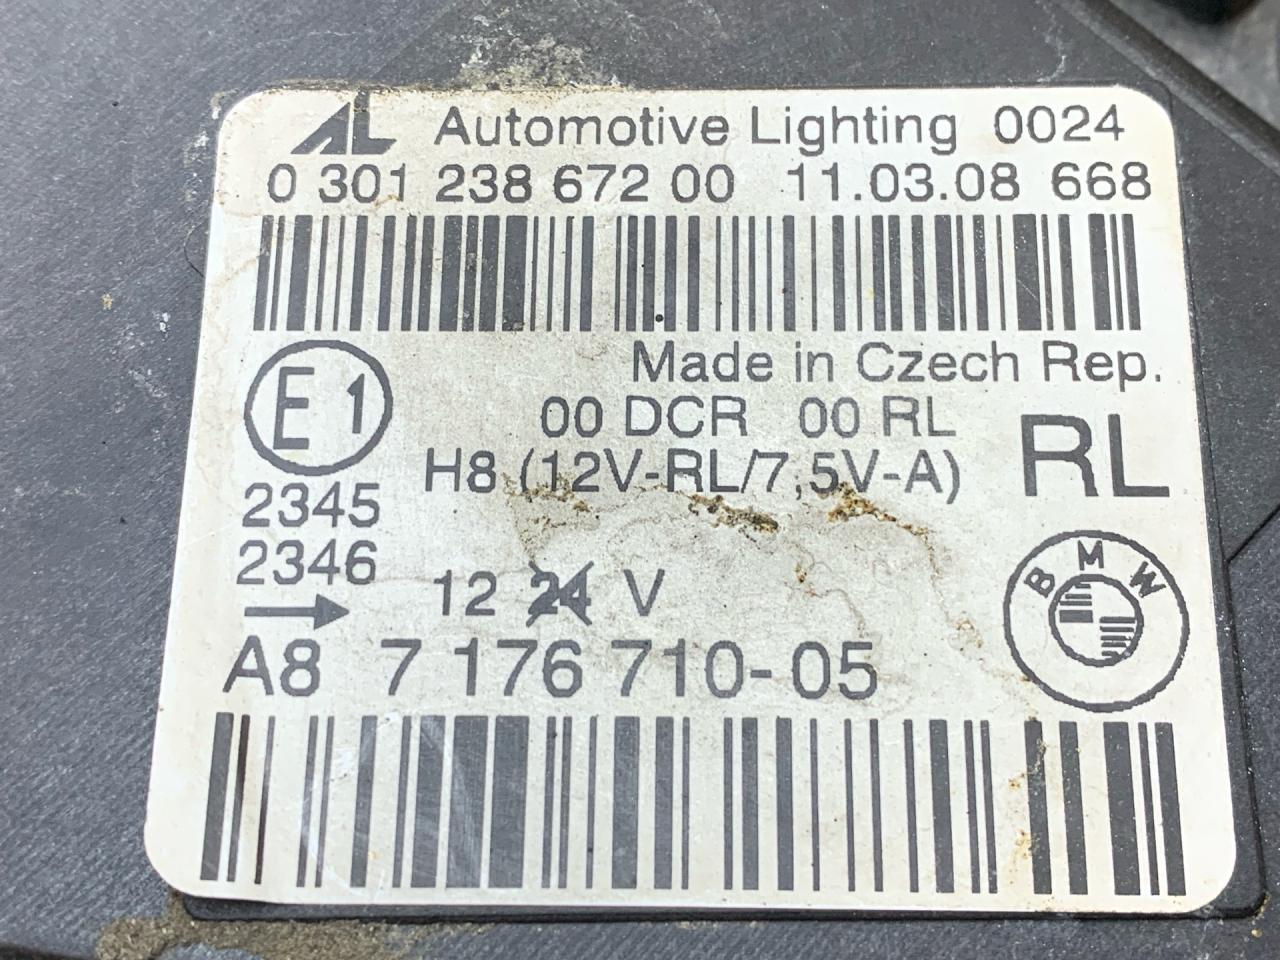 AL Automotive Lighting 0024
0 301 238 672 00 11.03.08 668
Made in Czech Rep.
E1
00 DCR 00 RL
H8 (12V-RL/7,5V-A)
RL
2345
2346
12 24 V
BMW
A8 7 176 710-05